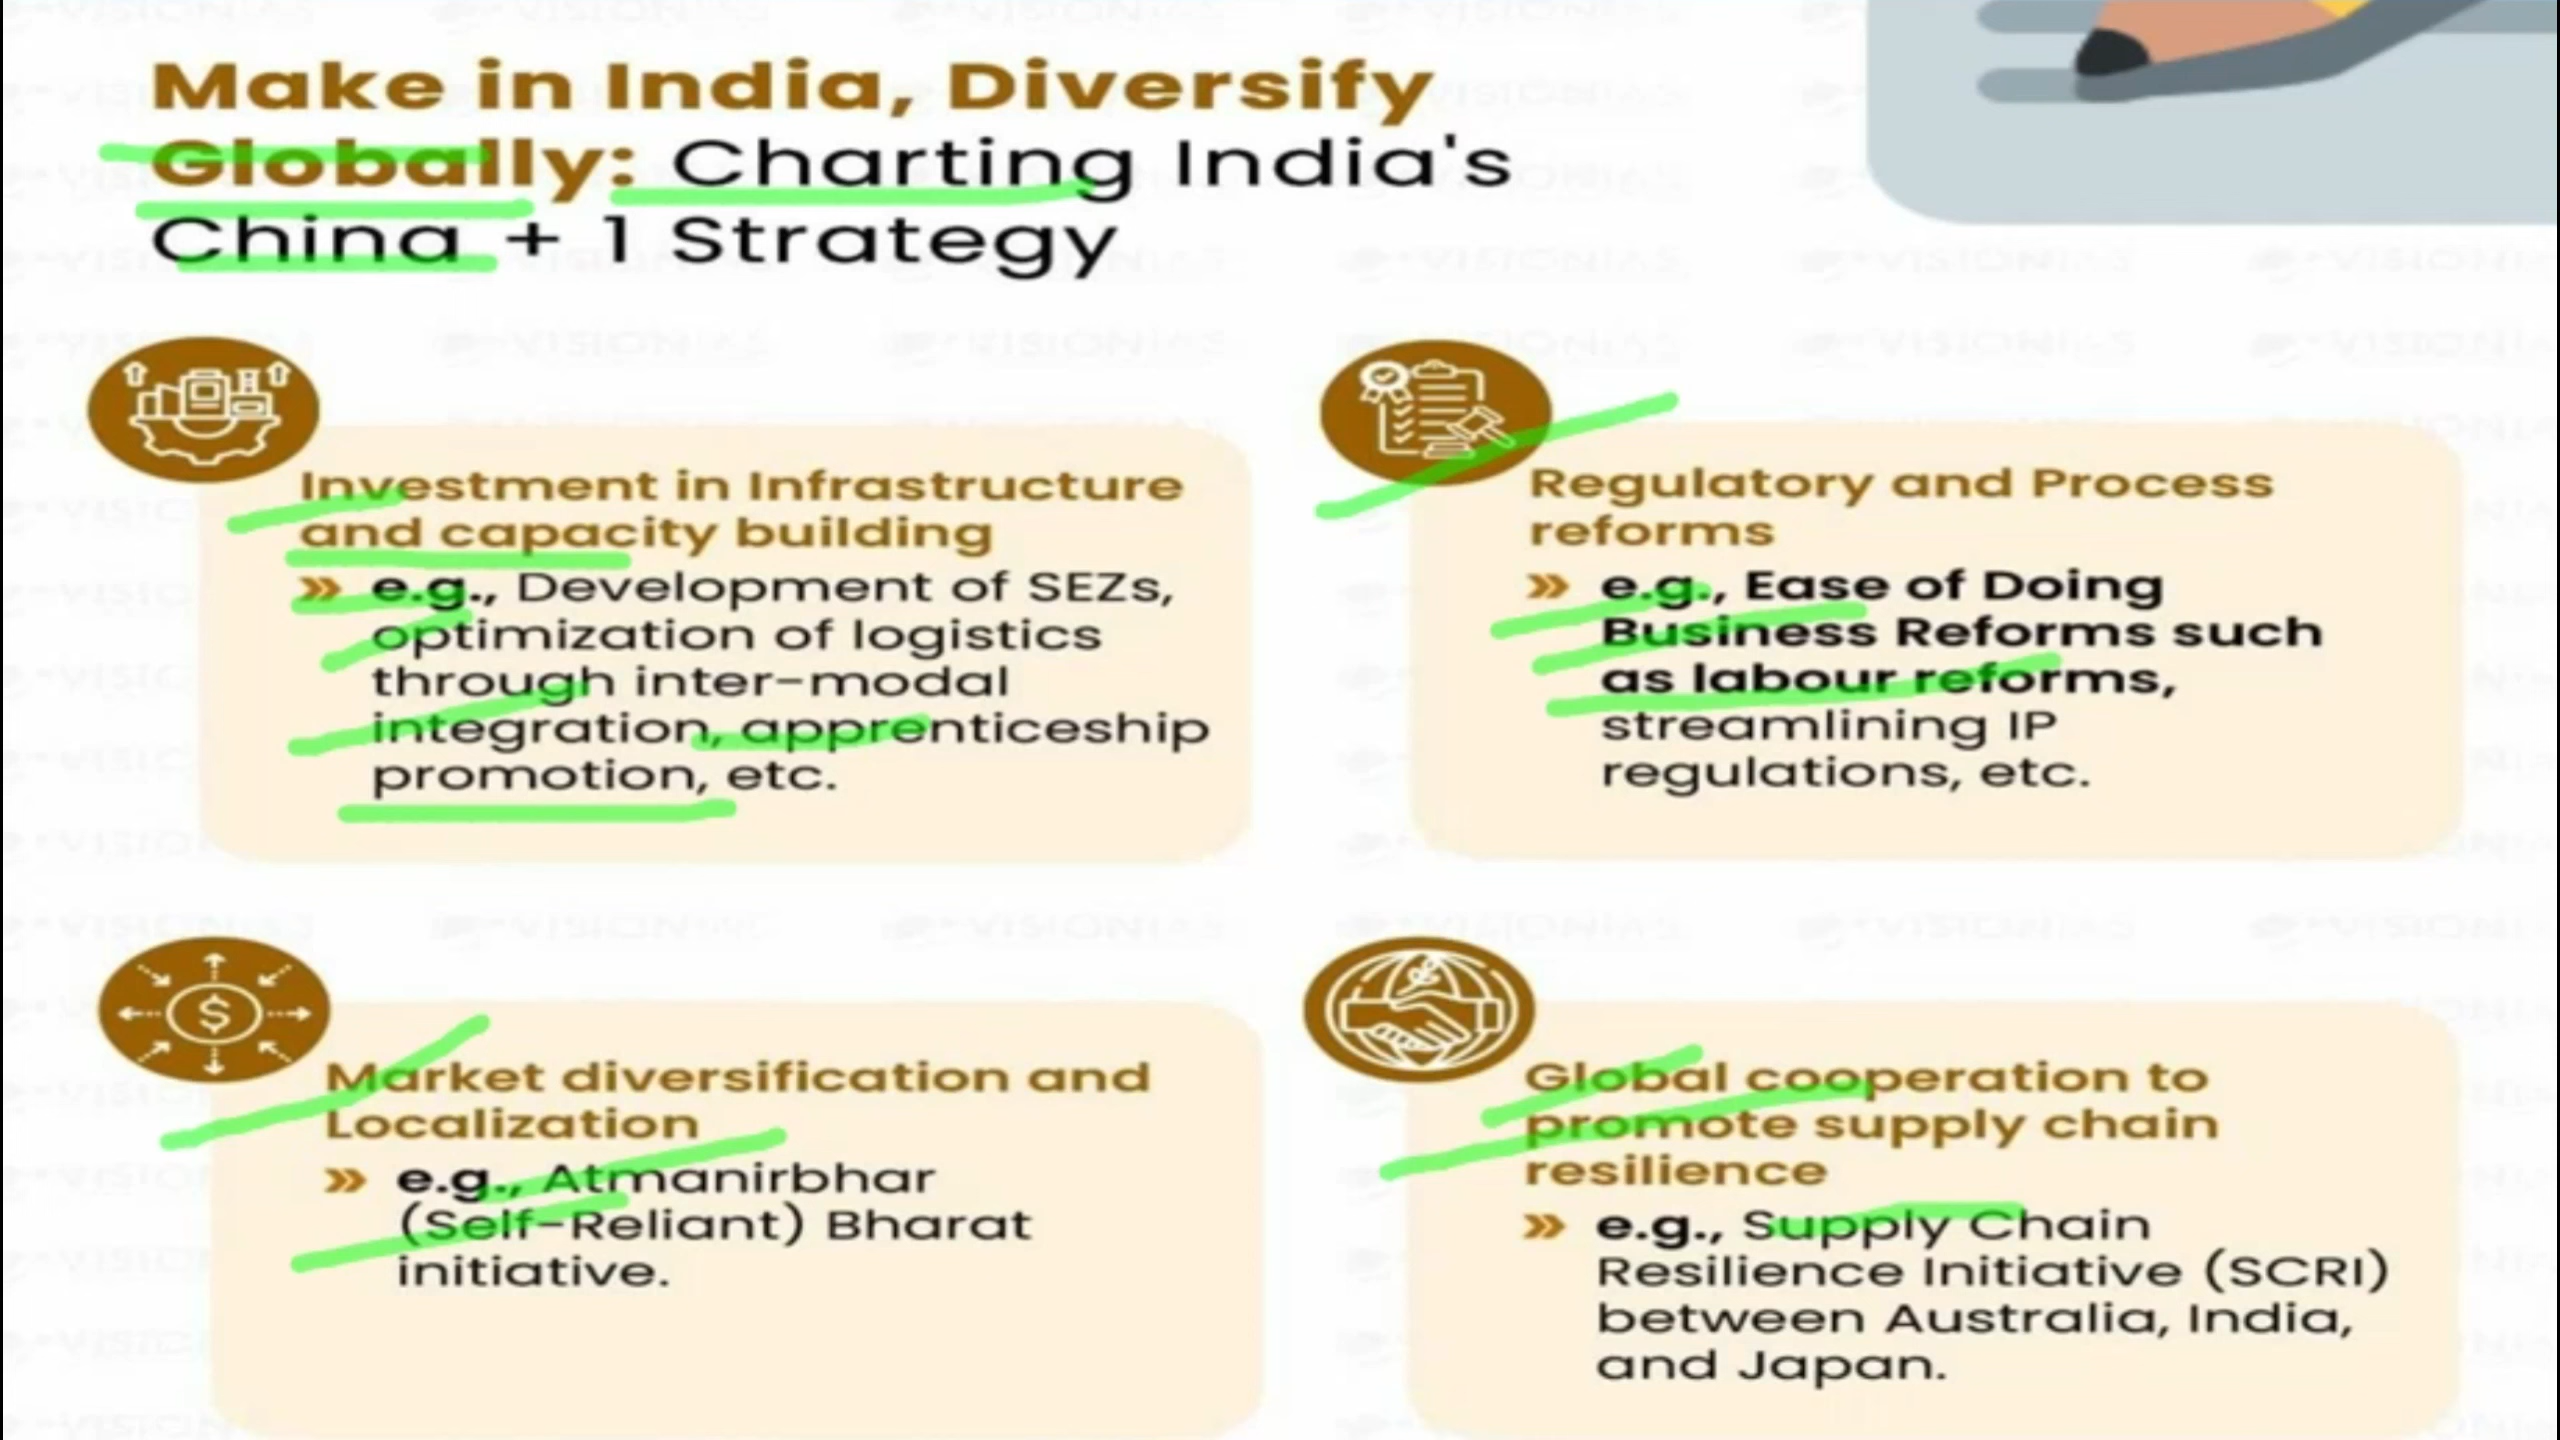 Make in India, Diversify
Globally: Charting India's
China + 1 Strategy
Investment in Infrastructure
and capacity building
» e.g., Development of SEZs,
optimization of logistics
through inter-modal
integration, apprenticeship
promotion, etc.
Regulatory and Process
reforms
» e.g., Ease of Doing
Business Reforms such
as labour reforms,
streamlining IP
regulations, etc.
Market diversification and
Localization
» e.g., Atmanirbhar
(Self-Reliant) Bharat
initiative.
Global cooperation to
promote supply chain
resilience
» e.g., Supply Chain
Resilience Initiative (SCRI)
between Australia, India,
and Japan.